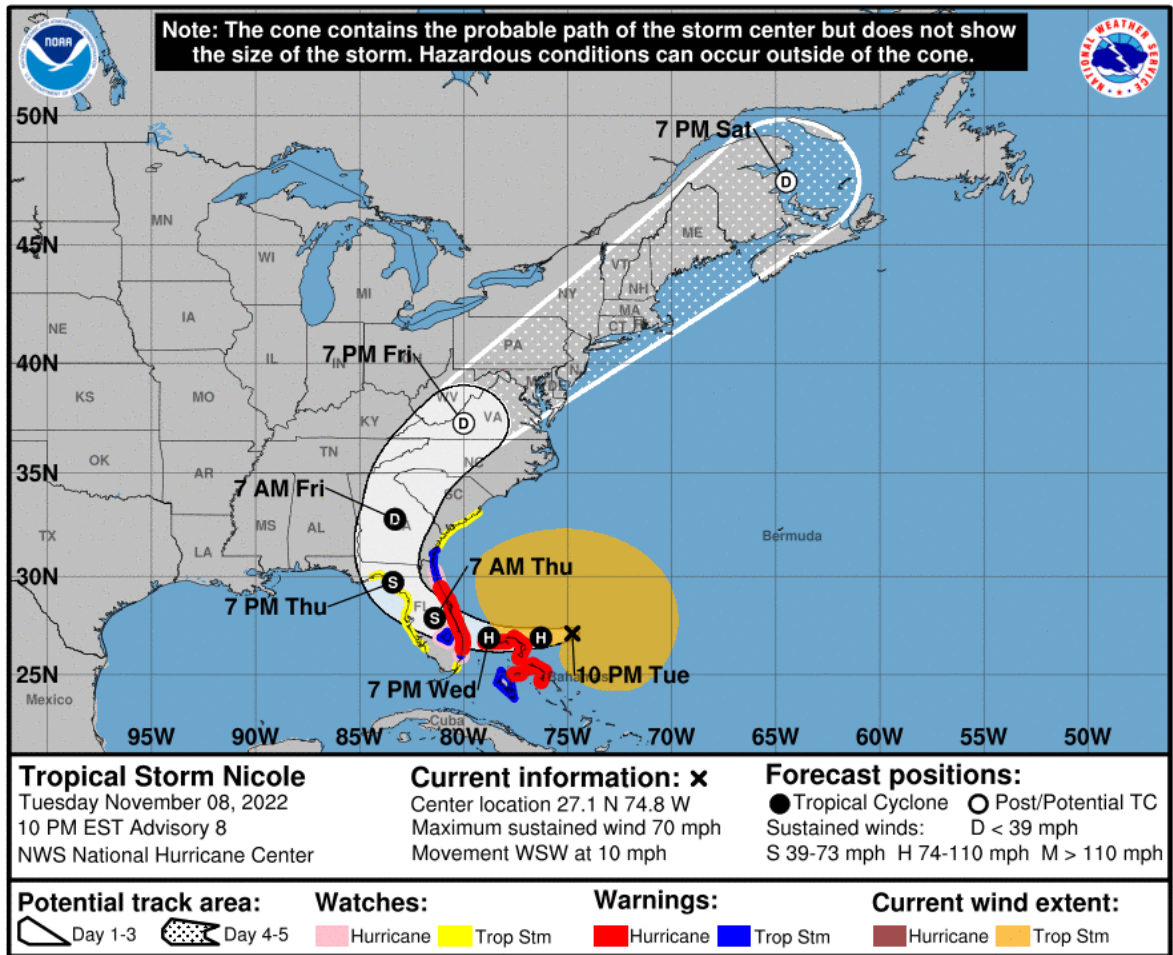 Note: The cone contains the probable path of the storm center but does not show
the size of the storm. Hazardous conditions can occur outside of the cone.
NOAA
NATIONAL WEATHER SERVICE
50N
45N
40N
35N
30N
25N
7 PM Sat
7 PM Fri
7 AM Fri
7 AM Thu
7 PM Thu
7 PM Wed
10 PM Tue
D
D
D
S
S
H
H
MN
WI
MI
IA
NE
IL
IN
PA
NY
VT
NH
ME
MA
CT
KS
MO
KY
WV
VA
OK
AR
TN
NC
SC
TX
LA
MS
AL
FL
Bermuda
Bahamas
Mexico
Cuba
95W 90W 85W 80W 75W 70W 65W 60W 55W 50W
Tropical Storm Nicole
Tuesday November 08, 2022
10 PM EST Advisory 8
NWS National Hurricane Center
Current information: x
Center location 27.1 N 74.8 W
Maximum sustained wind 70 mph
Movement WSW at 10 mph
Forecast positions:
Tropical Cyclone Post/Potential TC
Sustained winds: D < 39 mph
S 39-73 mph H 74-110 mph M > 110 mph
Potential track area:
Day 1-3 Day 4-5
Watches:
Hurricane Trop Stm
Warnings:
Hurricane Trop Stm
Current wind extent:
Hurricane Trop Stm